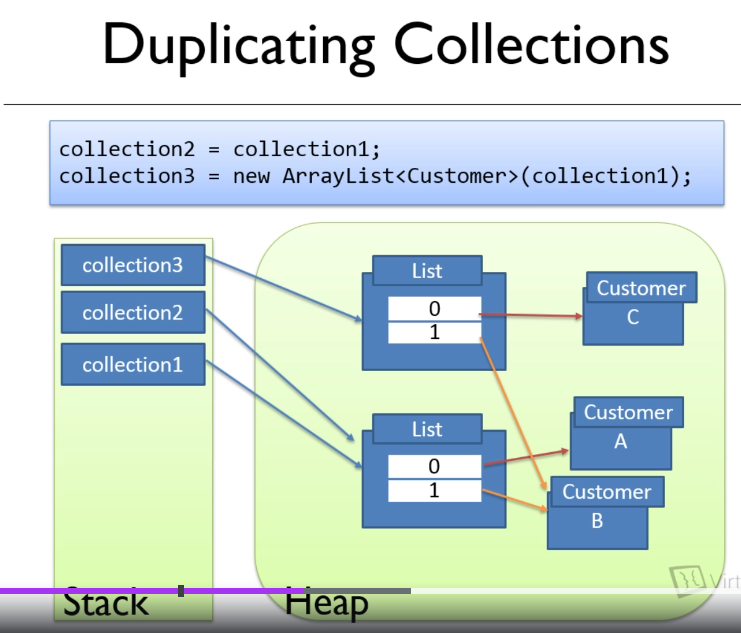 Duplicating Collections
collection2 = collection1;
collection3 = new ArrayList<Customer>(collection1);
collection3
collection2
collection1
List
0
1
Customer
C
List
0
1
Customer
A
Customer
B
Virt
Stack
Heap